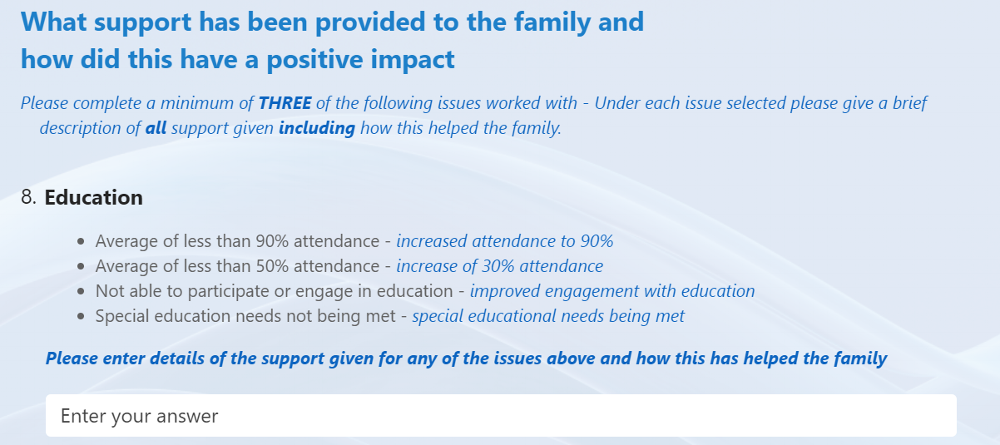 What support has been provided to the family and
how did this have a positive impact
Please complete a minimum of THREE of the following issues worked with - Under each issue selected please give a brief
description of all support given including how this helped the family.
8. Education
• Average of less than 90% attendance - increased attendance to 90%
• Average of less than 50% attendance - increase of 30% attendance
• Not able to participate or engage in education - improved engagement with education
• Special education needs not being met - special educational needs being met
Please enter details of the support given for any of the issues above and how this has helped the family
Enter your answer